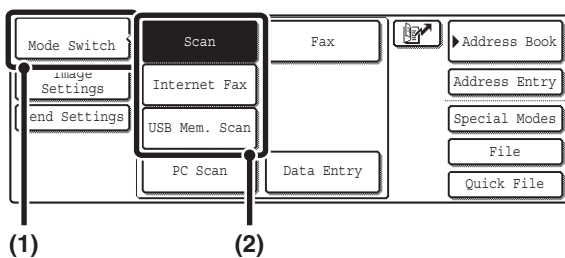 Mode Switch
Scan
Fax
Address Book
Image
Settings
Internet Fax
Address Entry
end Settings
USB Mem. Scan
Special Modes
File
PC Scan
Data Entry
Quick File
(1)
(2)